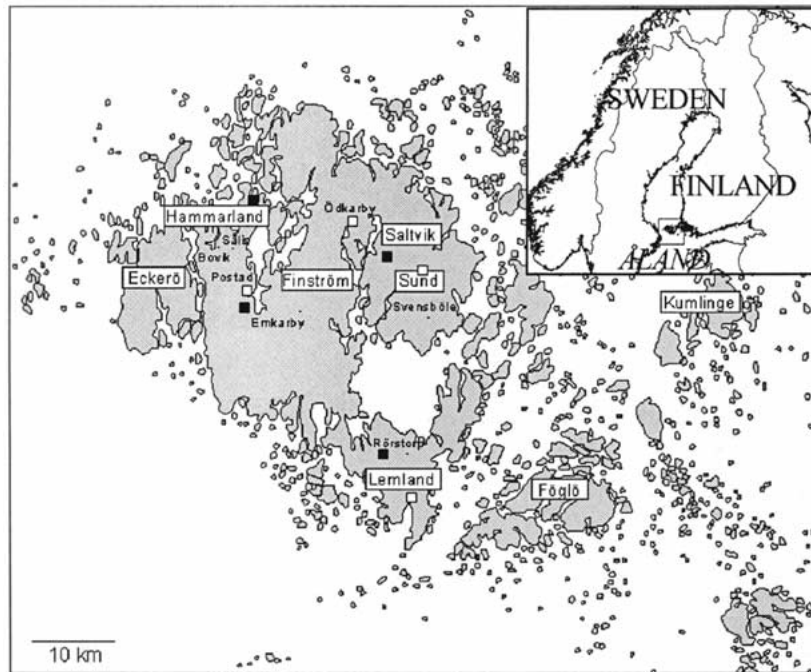 SWEDEN
FINLAND
ÅLAND
Hammarland
Ödkarby
Saltvik
Sålis
Bovik
Eckerö
Postad
Finström
Sund
Kumlinge
Svensböle
Emkarby
Rörstorp
Lemland
Föglö
10 km